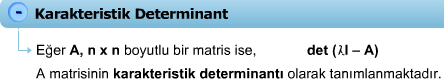 Karakteristik Determinant
Eğer A, n x n boyutlu bir matris ise, det (λI – A)
A matrisinin karakteristik determinantı olarak tanımlanmaktadır.